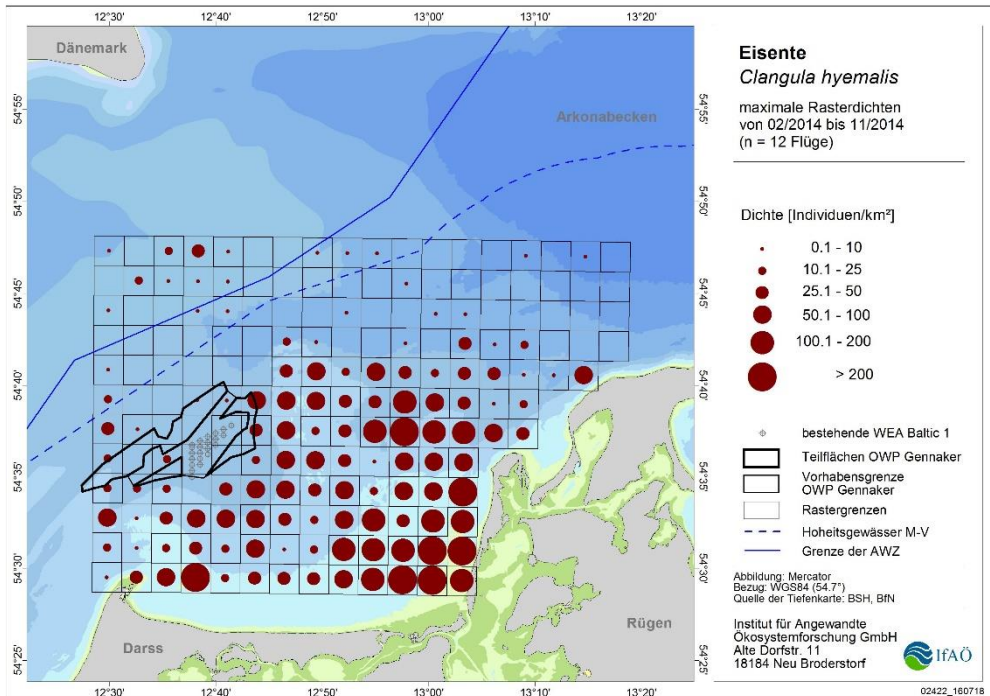 12°30' 12°40' 12°50' 13°00' 13°10' 13°20'
Dänemark
Arkonabecken
54°55'
54°50'
54°45'
54°40'
54°35'
54°30'
54°25'
54°55'
54°50'
54°45'
54°40'
54°35'
54°30'
54°25'
Darss
Rügen
12°30' 12°40' 12°50' 13°00' 13°10' 13°20'
Eisente
Clangula hyemalis
maximale Rasterdichten
von 02/2014 bis 11/2014
(n = 12 Flüge)
Dichte [Individuen/km²]
0.1 - 10
10.1 - 25
25.1 - 50
50.1 - 100
100.1 - 200
> 200
bestehende WEA Baltic 1
Teilflächen OWP Gennaker
Vorhabensgrenze
OWP Gennaker
Rastergrenzen
Hoheitsgewässer M-V
Grenze der AWZ
Abbildung: Mercator
Bezug: WGS84 (54.7°)
Quelle der Tiefenkarte: BSH, BfN
Institut für Angewandte
Ökosystemforschung GmbH
Alte Dorfstr. 11
18184 Neu Broderstorf
IfAÖ
02422_160718